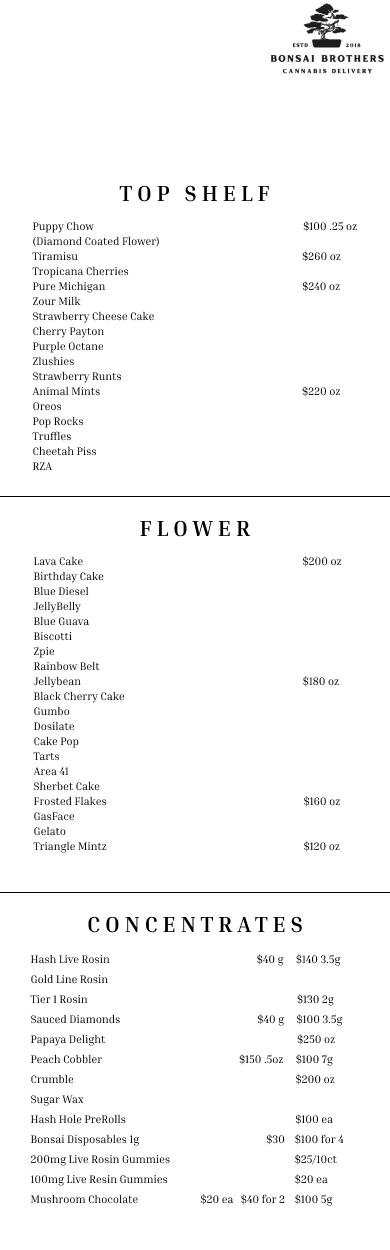 ESTD 2018
BONSAI BROTHERS
CANNABIS DELIVERY
TOP SHELF
Puppy Chow $100 .25 oz
(Diamond Coated Flower)
Tiramisu $260 oz
Tropicana Cherries
Pure Michigan $240 oz
Zour Milk
Strawberry Cheese Cake
Cherry Payton
Purple Octane
Zlushies
Strawberry Runts
Animal Mints $220 oz
Oreos
Pop Rocks
Truffles
Cheetah Piss
RZA
FLOWER
Lava Cake $200 oz
Birthday Cake
Blue Diesel
JellyBelly
Blue Guava
Biscotti
Zpie
Rainbow Belt
Jellybean $180 oz
Black Cherry Cake
Gumbo
Dosilate
Cake Pop
Tarts
Area 41
Sherbet Cake
Frosted Flakes $160 oz
GasFace
Gelato
Triangle Mintz $120 oz
CONCENTRATES
Hash Live Rosin $40 g $140 3.5g
Gold Line Rosin
Tier 1 Rosin $130 2g
Sauced Diamonds $40 g $100 3.5g
Papaya Delight $250 oz
Peach Cobbler $150 .5oz $100 7g
Crumble $200 oz
Sugar Wax
Hash Hole PreRolls $100 ea
Bonsai Disposables 1g $30 $100 for 4
200mg Live Rosin Gummies $25/10ct
100mg Live Resin Gummies $20 ea
Mushroom Chocolate $20 ea $40 for 2 $100 5g